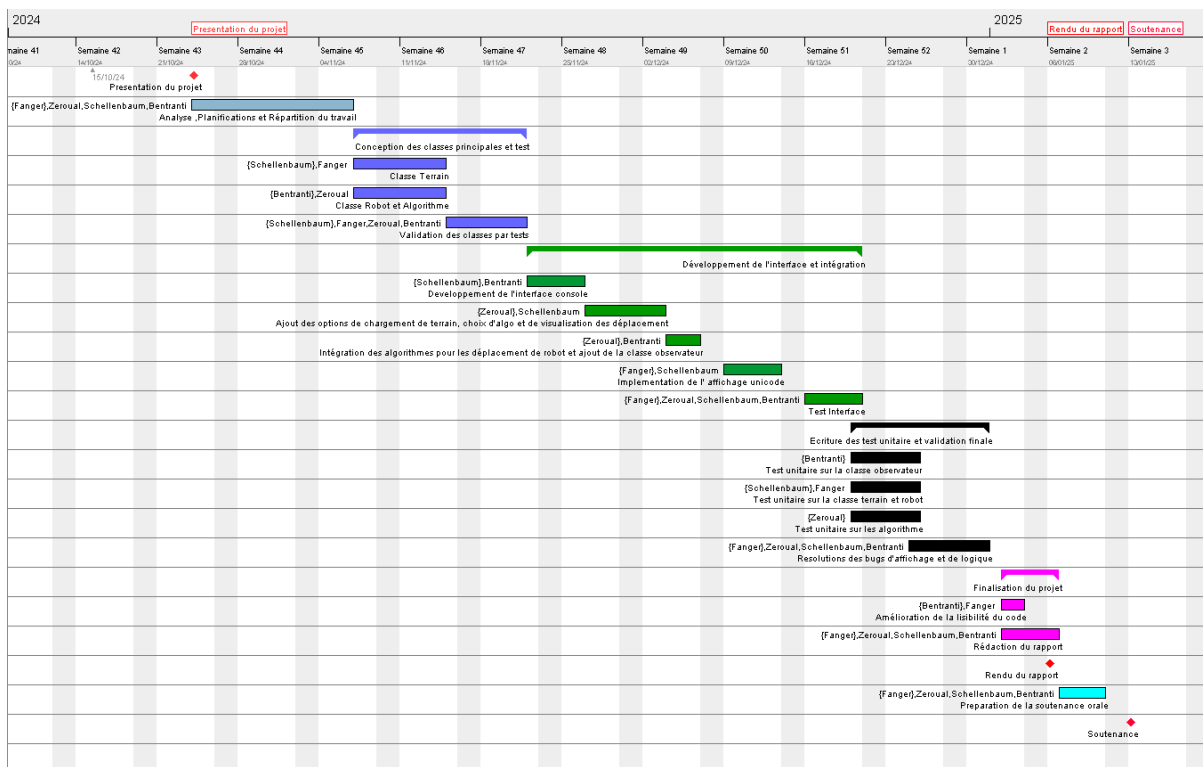 2024
2025
Presentation du projet
Rendu du rapport
Soutenance
maine 41
Semaine 42
Semaine 43
Semaine 44
Semaine 45
Semaine 46
Semaine 47
Semaine 48
Semaine 49
Semaine 50
Semaine 51
Semaine 52
Semaine 1
Semaine 2
Semaine 3
0/24
14/10/24
21/10/24
28/10/24
04/11/24
11/11/24
18/11/24
25/11/24
02/12/24
09/12/24
16/12/24
23/12/24
30/12/24
06/01/25
13/01/25
15/10/24
Presentation du projet
{Fanger},Zeroual,Schellenbaum,Bentranti
Analyse ,Planifications et Répartition du travail
Conception des classes principales et test
{Schellenbaum},Fanger
Classe Terrain
{Bentranti},Zeroual
Classe Robot et Algorithme
{Schellenbaum},Fanger,Zeroual,Bentranti
Validation des classes par tests
Développement de l'interface et intégration
{Schellenbaum},Bentranti
Developpement de l'interface console
{Zeroual},Schellenbaum
Ajout des options de chargement de terrain, choix d'algo et de visualisation des déplacement
{Zeroual},Bentranti
Intégration des algorithmes pour les déplacement de robot et ajout de la classe observateur
{Fanger},Schellenbaum
Implementation de l' affichage unicode
{Fanger},Zeroual,Schellenbaum,Bentranti
Test Interface
Ecriture des test unitaire et validation finale
{Bentranti}
Test unitaire sur la classe observateur
{Schellenbaum},Fanger
Test unitaire sur la classe terrain et robot
{Zeroual}
Test unitaire sur les algorithme
{Fanger},Zeroual,Schellenbaum,Bentranti
Resolutions des bugs d'affichage et de logique
Finalisation du projet
{Bentranti},Fanger
Amélioration de la lisibilité du code
{Fanger},Zeroual,Schellenbaum,Bentranti
Rédaction du rapport
Rendu du rapport
{Fanger},Zeroual,Schellenbaum,Bentranti
Preparation de la soutenance orale
Soutenance